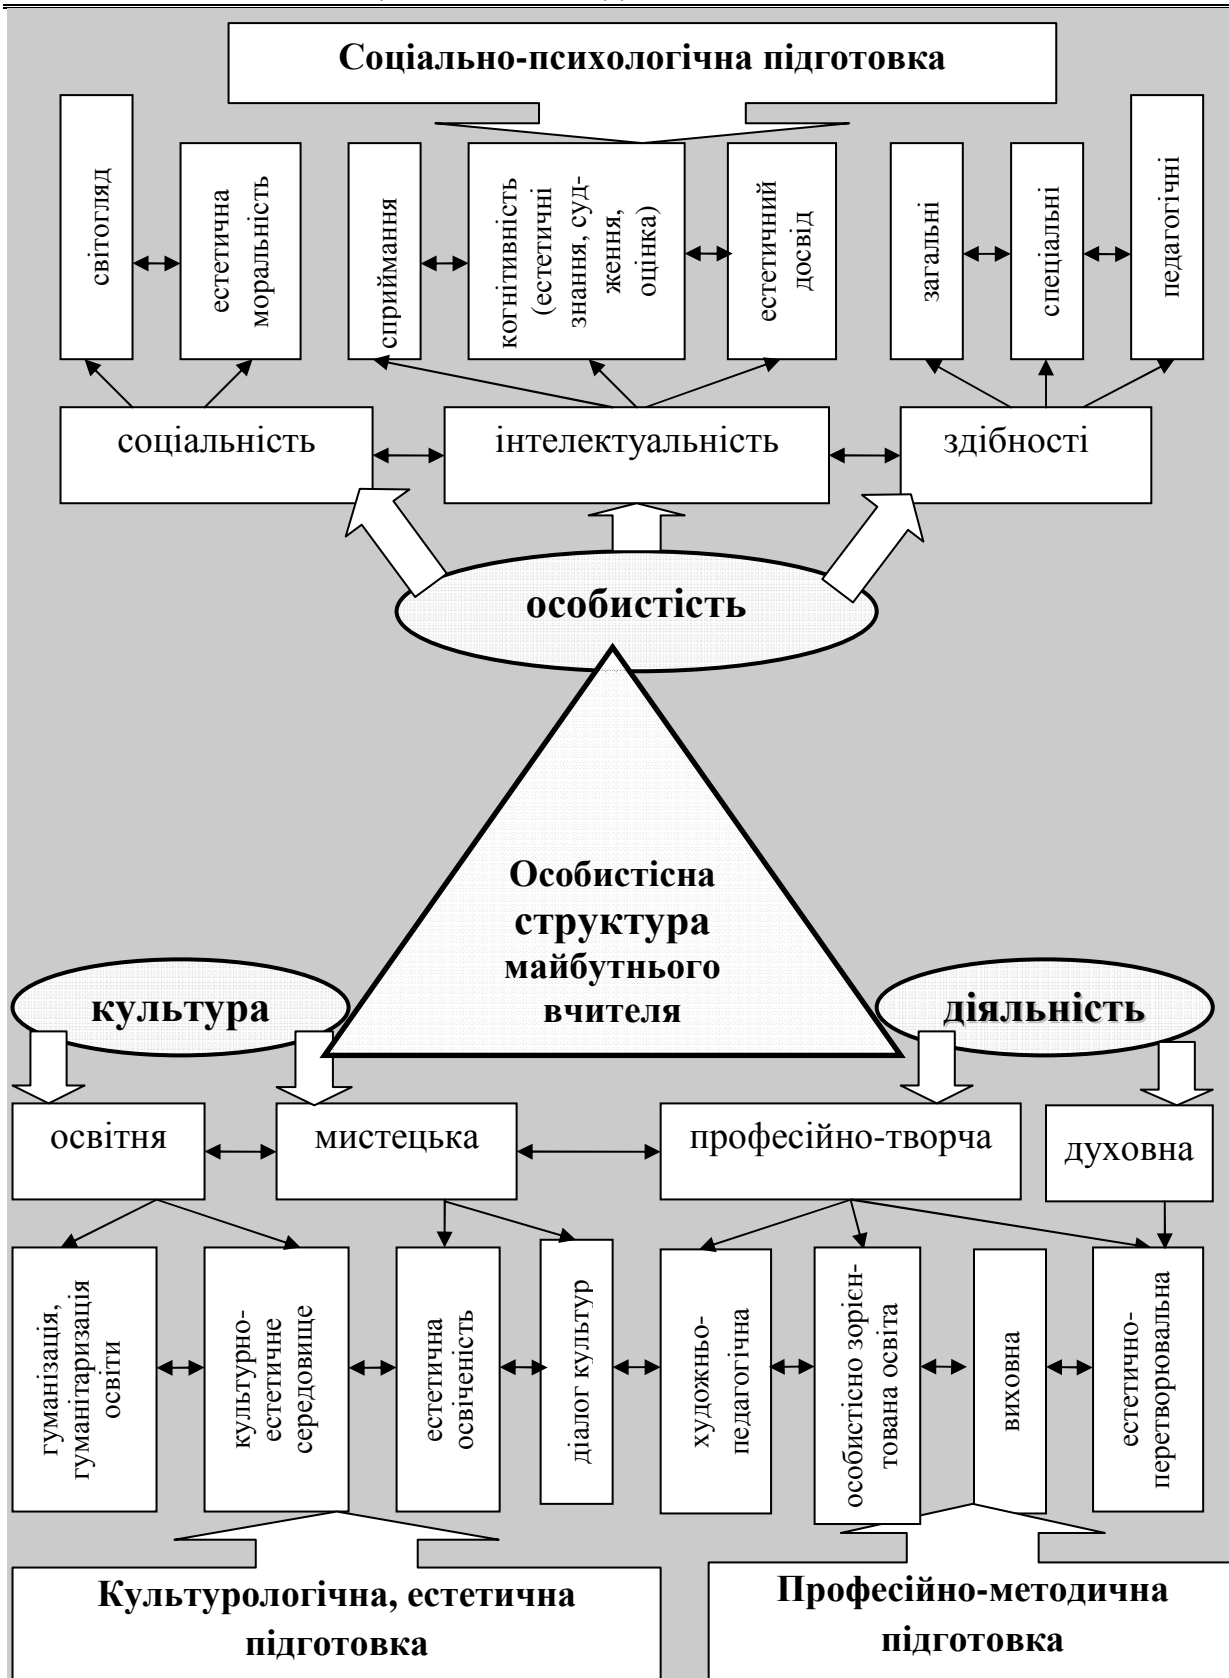 Соціально-психологічна підготовка
світогляд
естетична
моральність
сприймання
когнітивність
(естетичні
знання, суд-
ження,
оцінка)
естетичний
досвід
загальні
спеціальні
педагогічні
соціальність
інтелектуальність
здібності
особистість
Особистісна
структура
майбутнього
вчителя
культура
діяльність
освітня
мистецька
професійно-творча
духовна
гуманізація,
гуманітаризація
освіти
культурно-
естетичне
середовище
естетична
освіченість
діалог культур
художньо-
педагогічна
особистісно зорієн-
тована освіта
виховна
естетично-
перетворювальна
Культурологічна, естетична
підготовка
Професійно-методична
підготовка